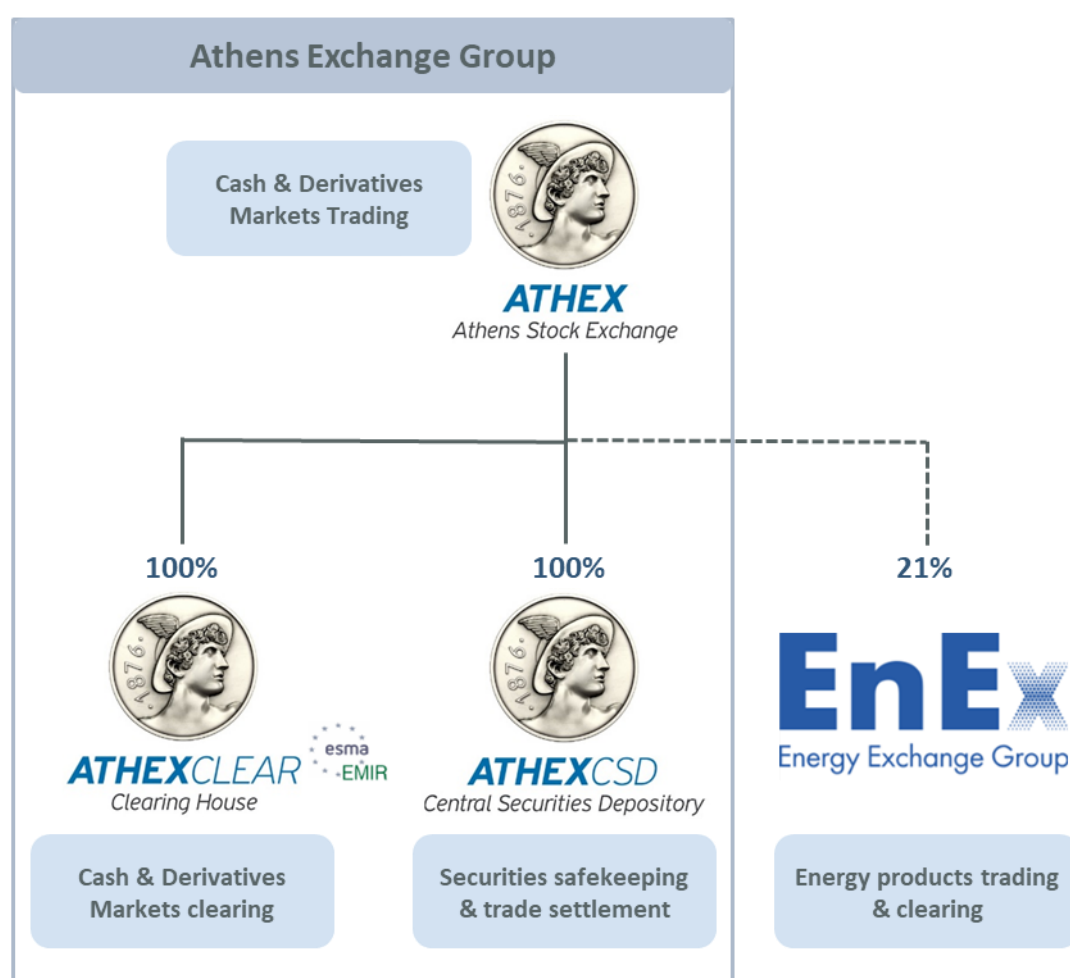 Athens Exchange Group
Cash & Derivatives
Markets Trading
·1876·
ATHEX
Athens Stock Exchange
100%
100%
21%
·1876·
ATHEXCLEAR
Clearing House
esma
EMIR
·1876·
ATHEXCSD
Central Securities Depository
EnEx
Energy Exchange Group
Cash & Derivatives
Markets clearing
Securities safekeeping
& trade settlement
Energy products trading
& clearing